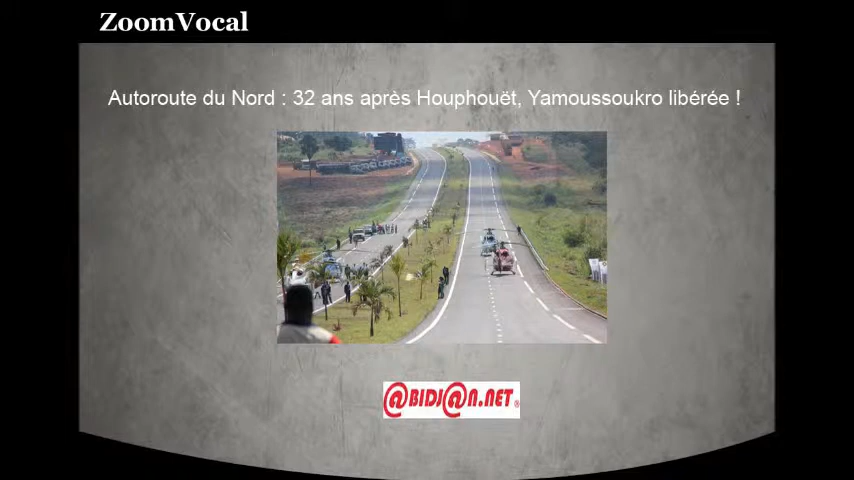 ZoomVocal
Autoroute du Nord : 32 ans après Houphouët, Yamoussoukro libérée !
@BIDJ@N.NET®